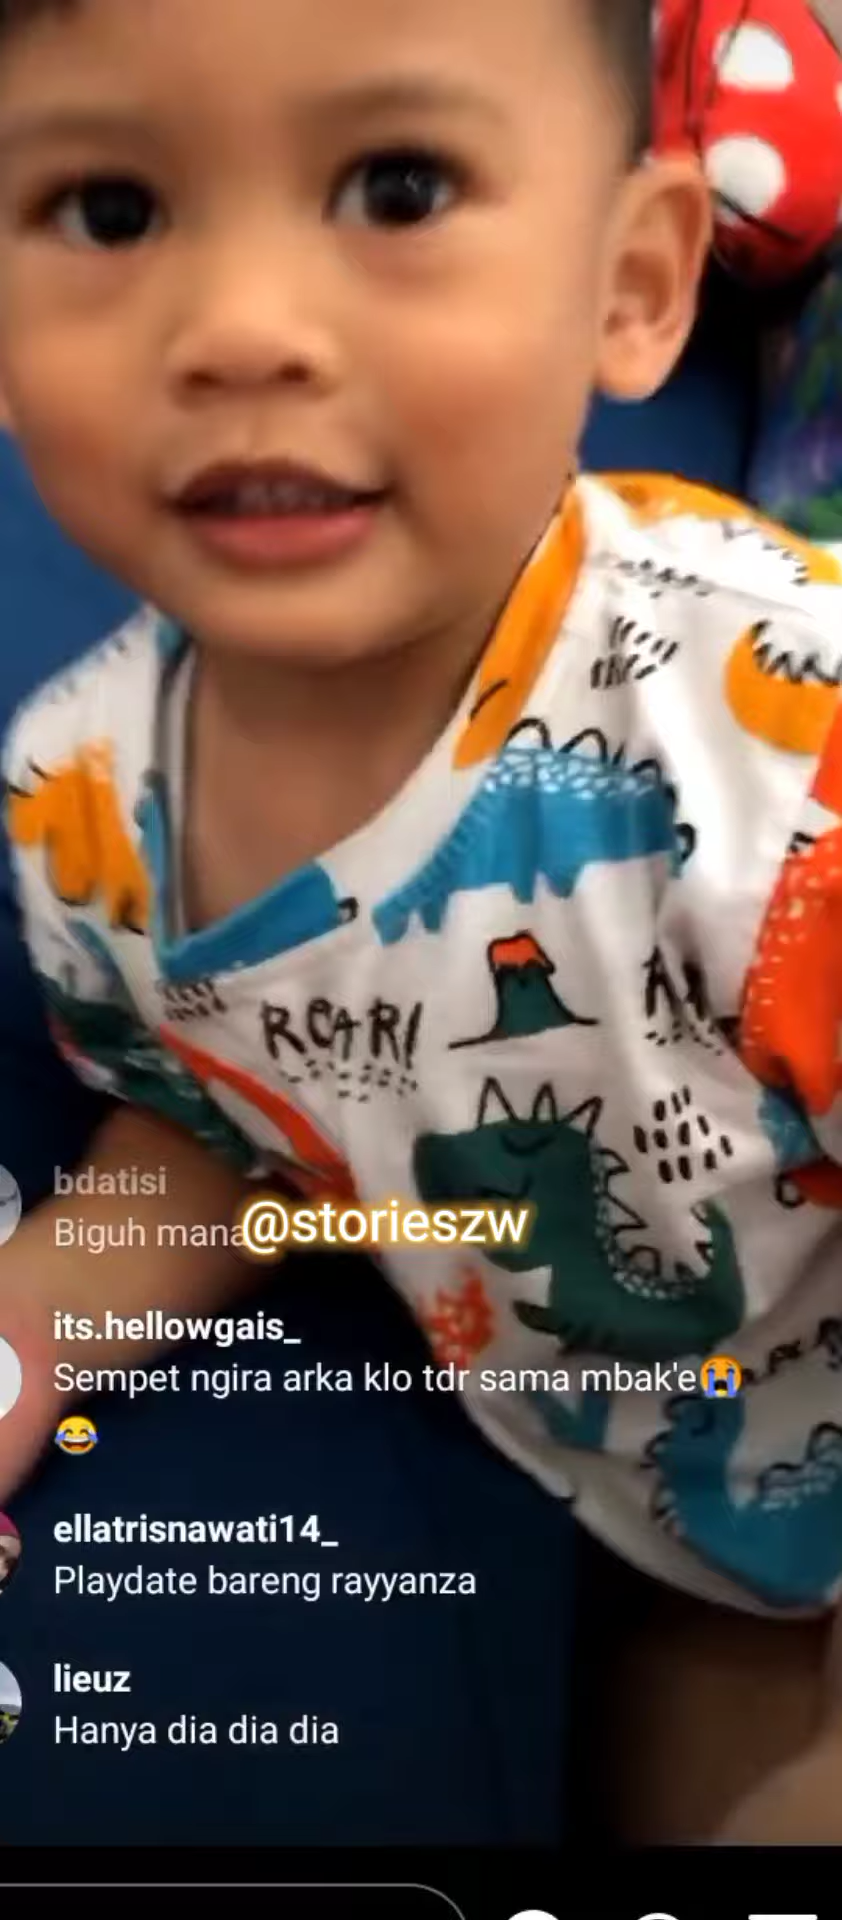 ROAR!
bdatisi
Biguh mana
@storieszw
its.hellowgais_
Sempet ngira arka klo tdr sama mbak'e😭
😂
ellatrisnawati14_
Playdate bareng rayyanza
lieuz
Hanya dia dia dia